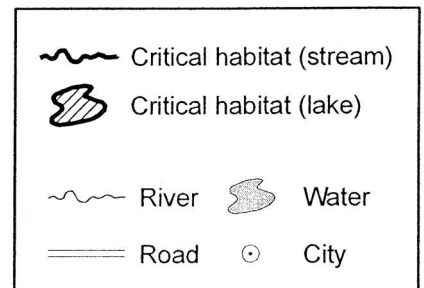 Critical habitat (stream)
Critical habitat (lake)
River Water
Road City